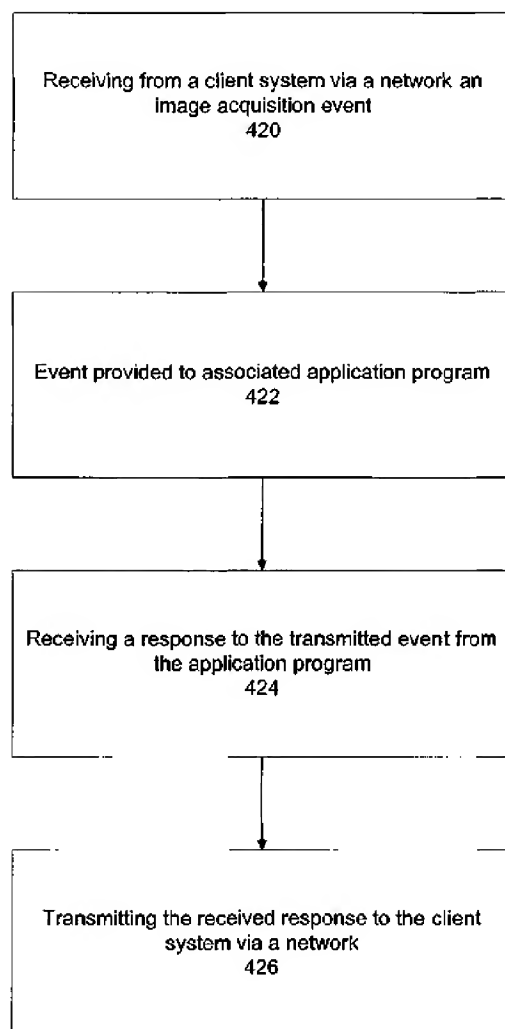 Receiving from a client system via a network an
image acquisition event
420
Event provided to associated application program
422
Receiving a response to the transmitted event from
the application program
424
Transmitting the received response to the client
system via a network
426